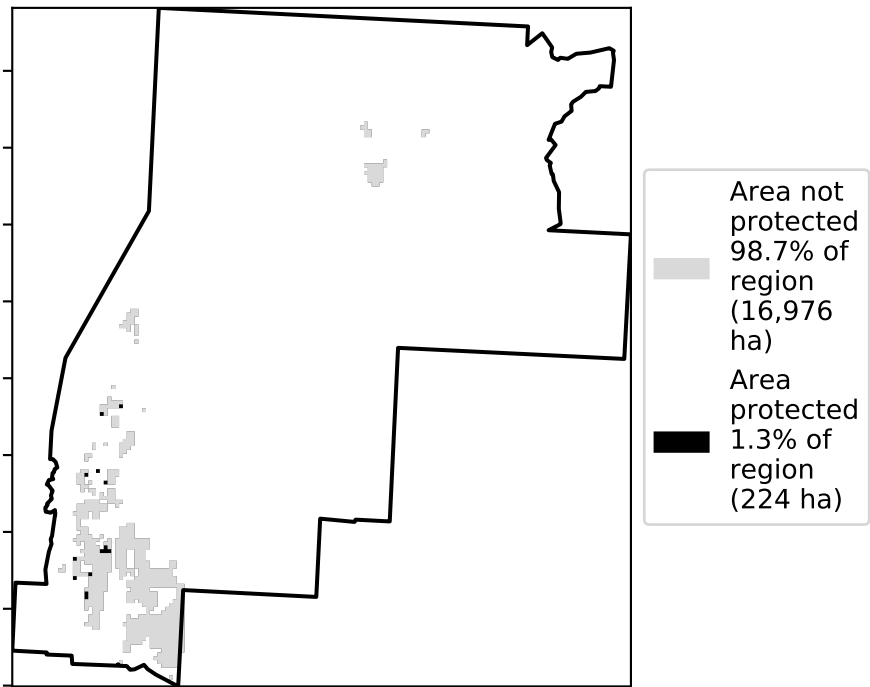 Area not
protected
98.7% of
region
(16,976
ha)
Area
protected
1.3% of
region
(224 ha)